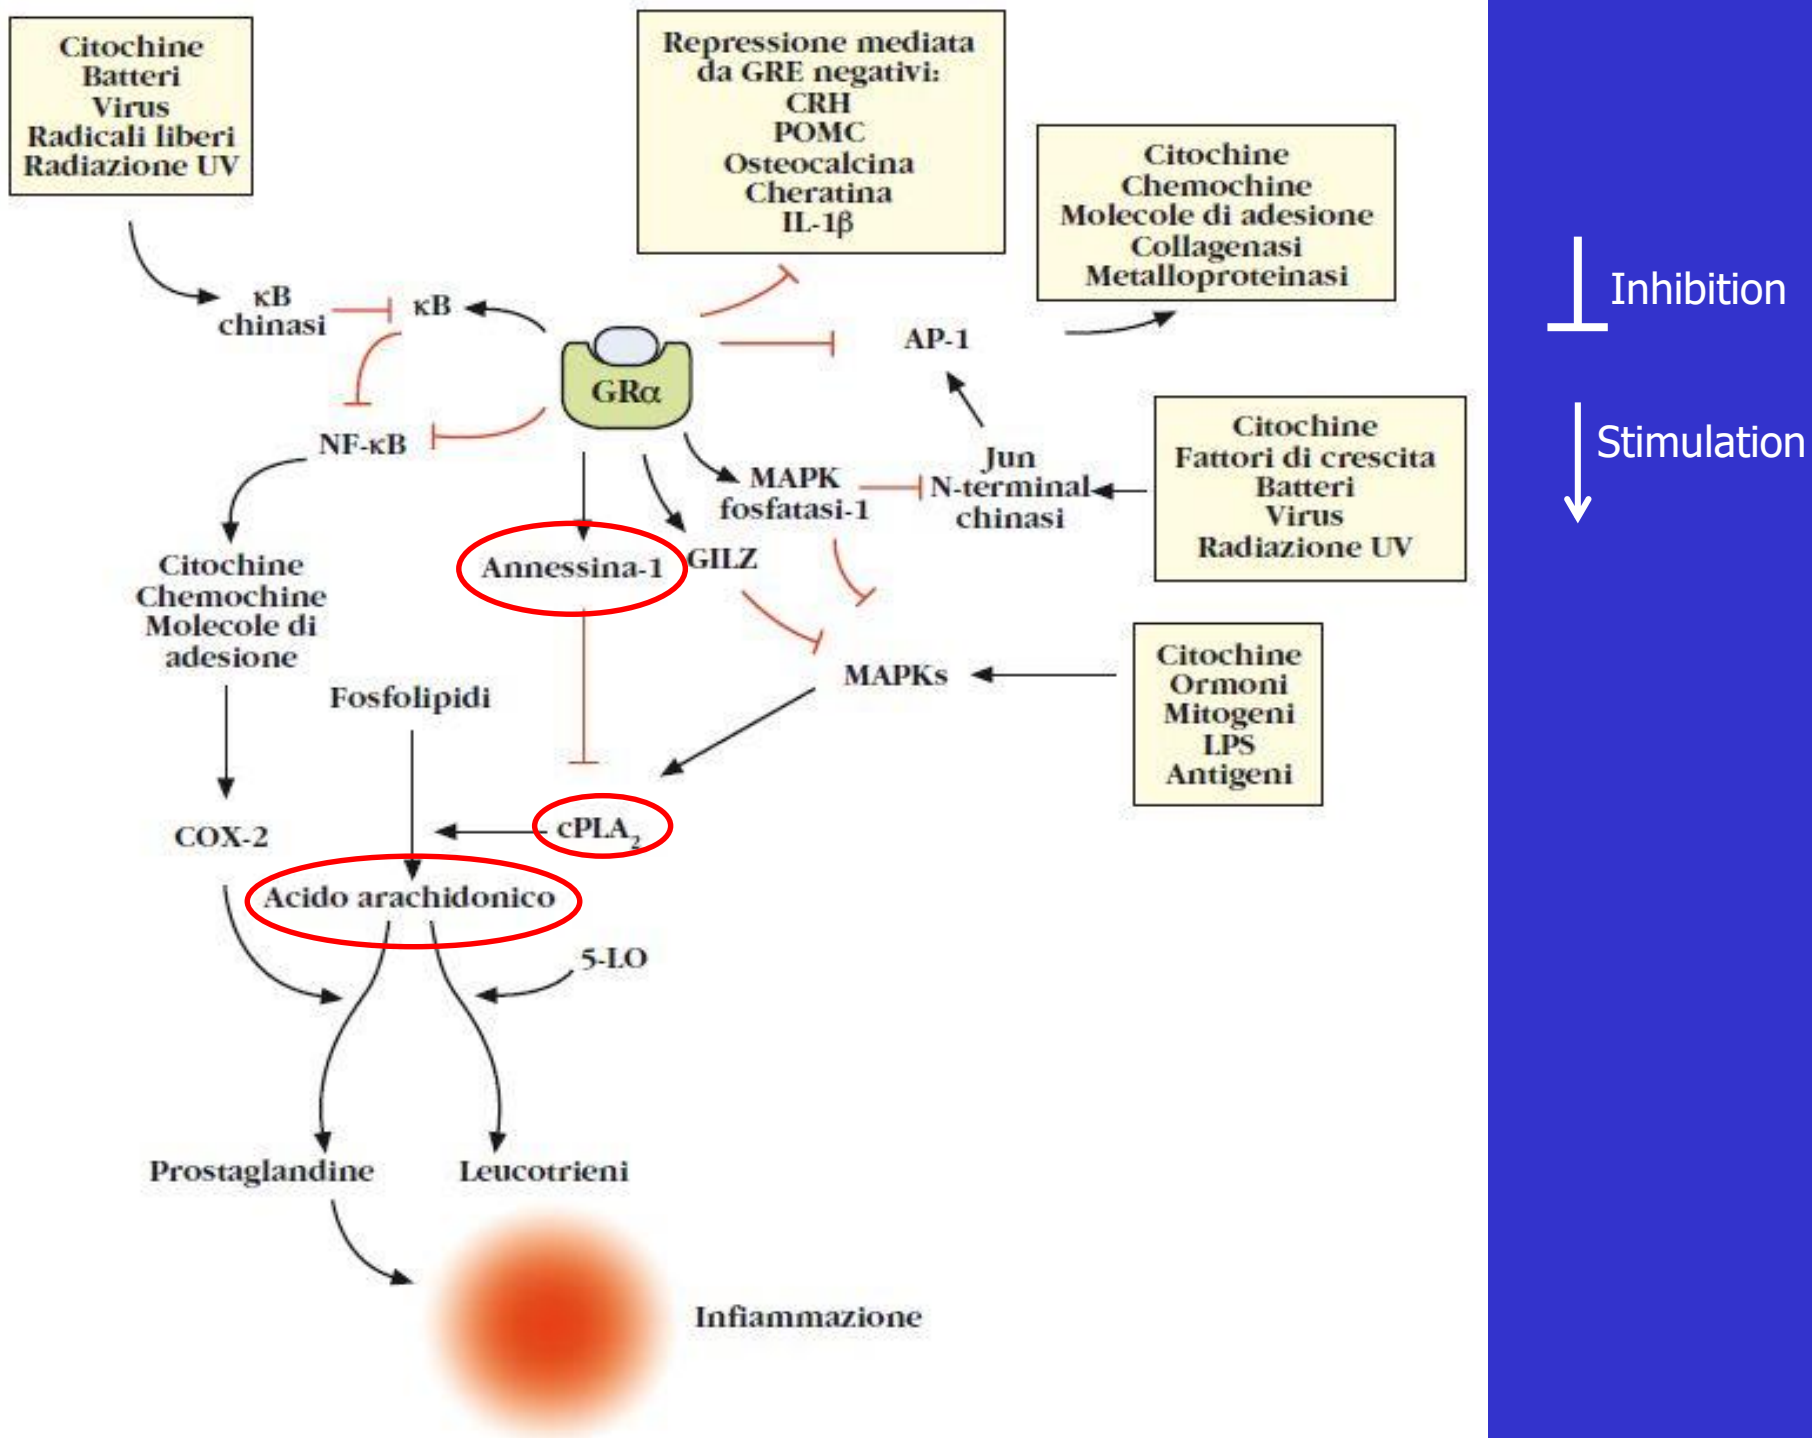 Citochine
Batteri
Virus
Radicali liberi
Radiazione UV
Repressione mediata
da GRE negativi:
CRH
POMC
Osteocalcina
Cheratina
IL-1β
Citochine
Chemochine
Molecole di adesione
Collagenasi
Metalloproteinasi
κB
chinasi
κB
GRα
AP-1
NF-κB
MAPK
fosfatasi-1
Jun
N-terminal
chinasi
Citochine
Fattori di crescita
Batteri
Virus
Radiazione UV
Citochine
Chemochine
Molecole di
adesione
Annessina-1
GILZ
Fosfolipidi
MAPKs
Citochine
Ormoni
Mitogeni
LPS
Antigeni
COX-2
cPLA₂
Acido arachidonico
5-LO
Prostaglandine
Leucotrieni
Infiammazione
Inhibition
Stimulation